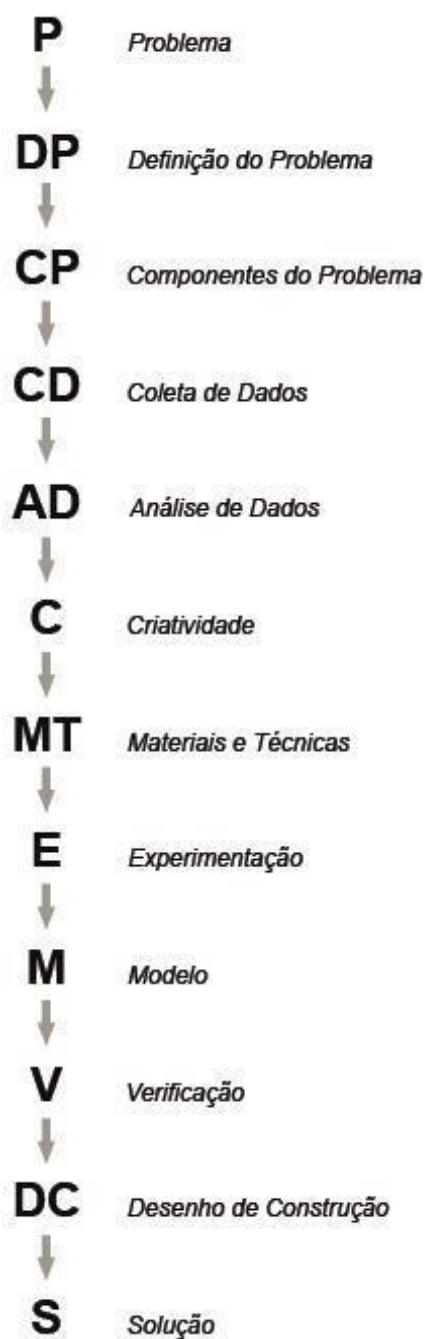 P Problema
DP Definição do Problema
CP Componentes do Problema
CD Coleta de Dados
AD Análise de Dados
C Criatividade
MT Materiais e Técnicas
E Experimentação
M Modelo
V Verificação
DC Desenho de Construção
S Solução